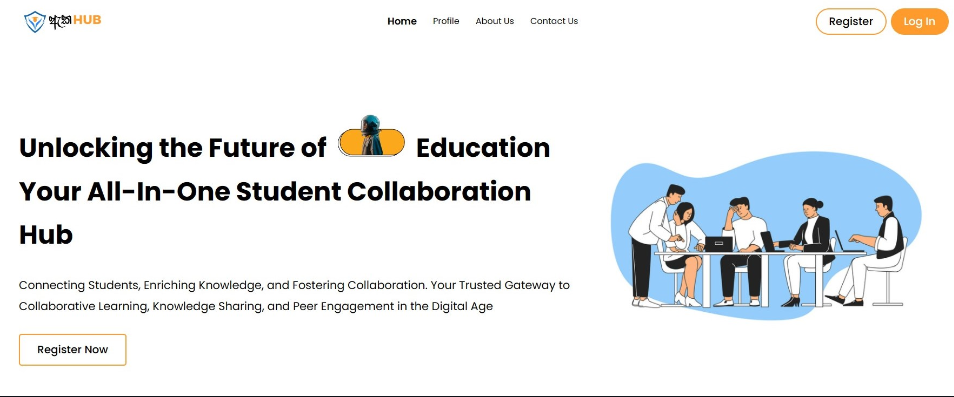 HUB
Home
Profile
About Us
Contact Us
Register
Log In
Unlocking the Future of Education
Your All-In-One Student Collaboration
Hub
Connecting Students, Enriching Knowledge, and Fostering Collaboration. Your Trusted Gateway to
Collaborative Learning, Knowledge Sharing, and Peer Engagement in the Digital Age
Register Now